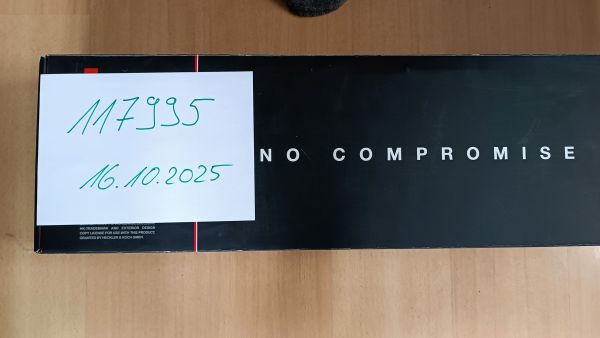 117995
16.10.2025
NO COMPROMISE
HK-TRADEMARK AND EXTERIOR DESIGN
COPY LICENSE FOR USE WITH THIS PRODUCT
GRANTED BY HECKLER & KOCH GMBH.